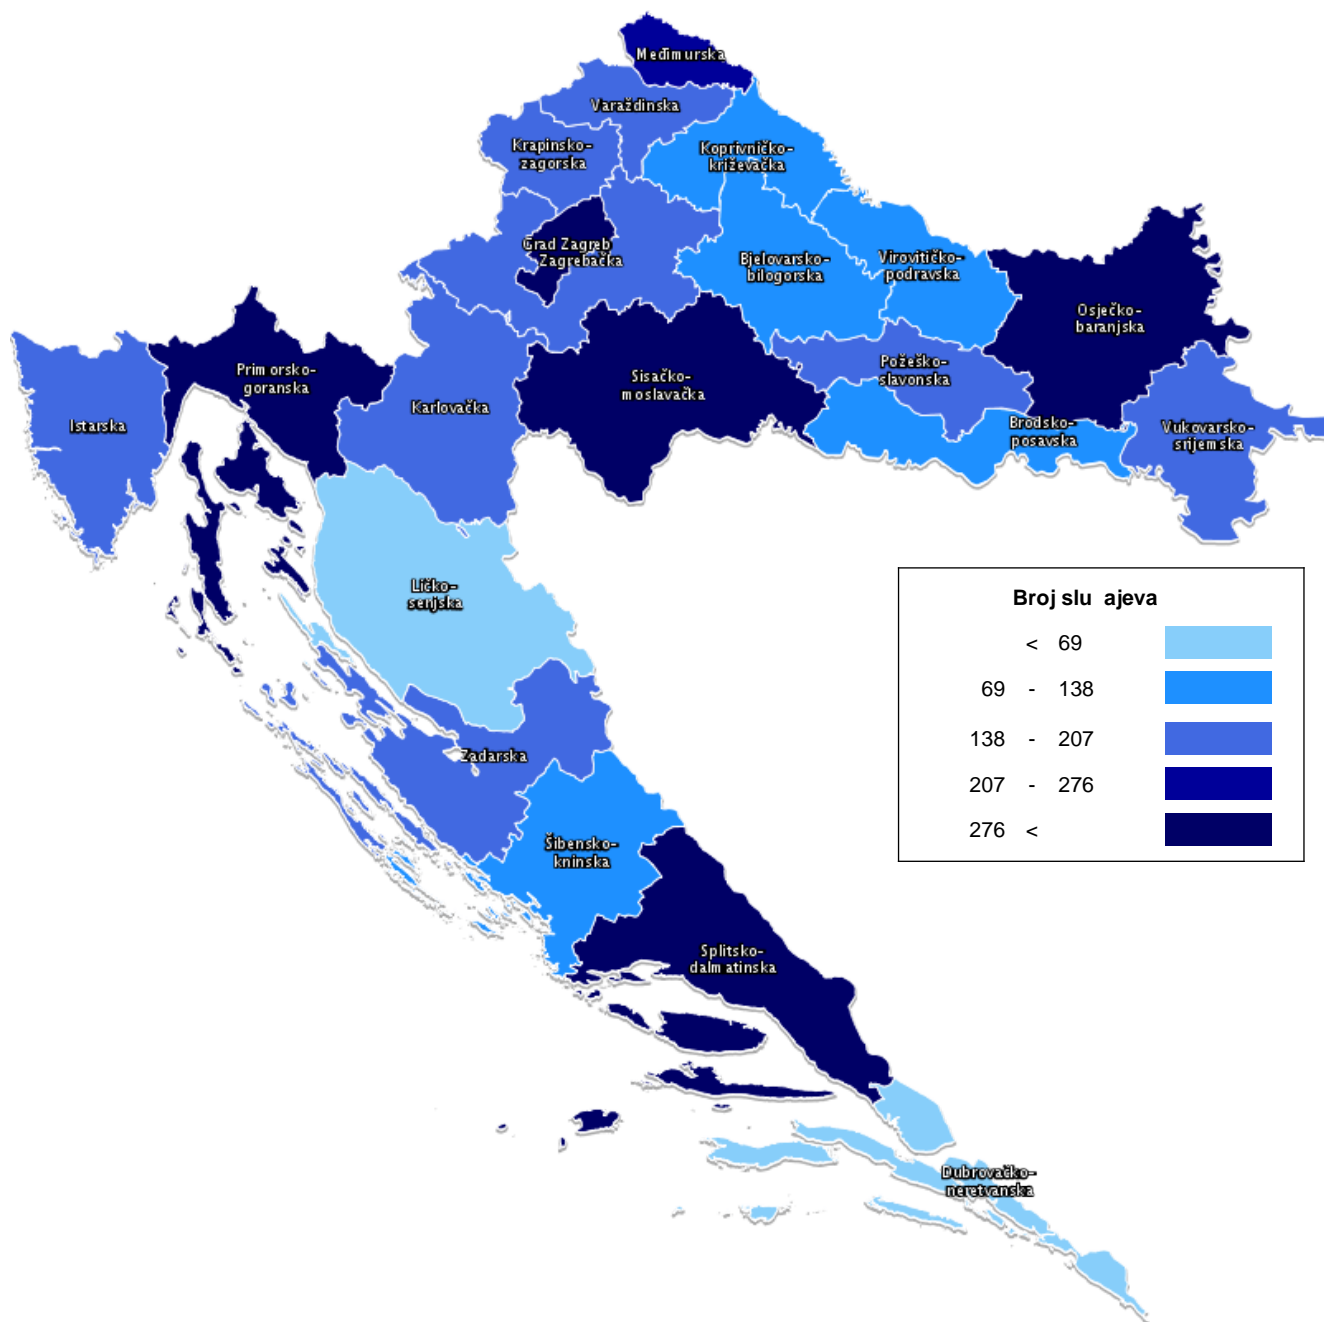 Međimurska
Varaždinska
Krapinsko-
zagorska
Koprivničko-
križevačka
Grad Zagreb
Zagrebačka
Bjelovarsko-
bilogorska
Virovitičko-
podravska
Osječko-
baranjska
Primorsko-
goranska
Sisačko-
moslavačka
Požeško-
slavonska
Istarska
Karlovačka
Brodsko-
posavska
Vukovarsko-
srijemska
Ličko-
senjska
Zadarska
Šibensko-
kninska
Splitsko-
dalmatinska
Dubrovačko-
neretvanska
Broj slu ajeva
< 69
69 - 138
138 - 207
207 - 276
276 <